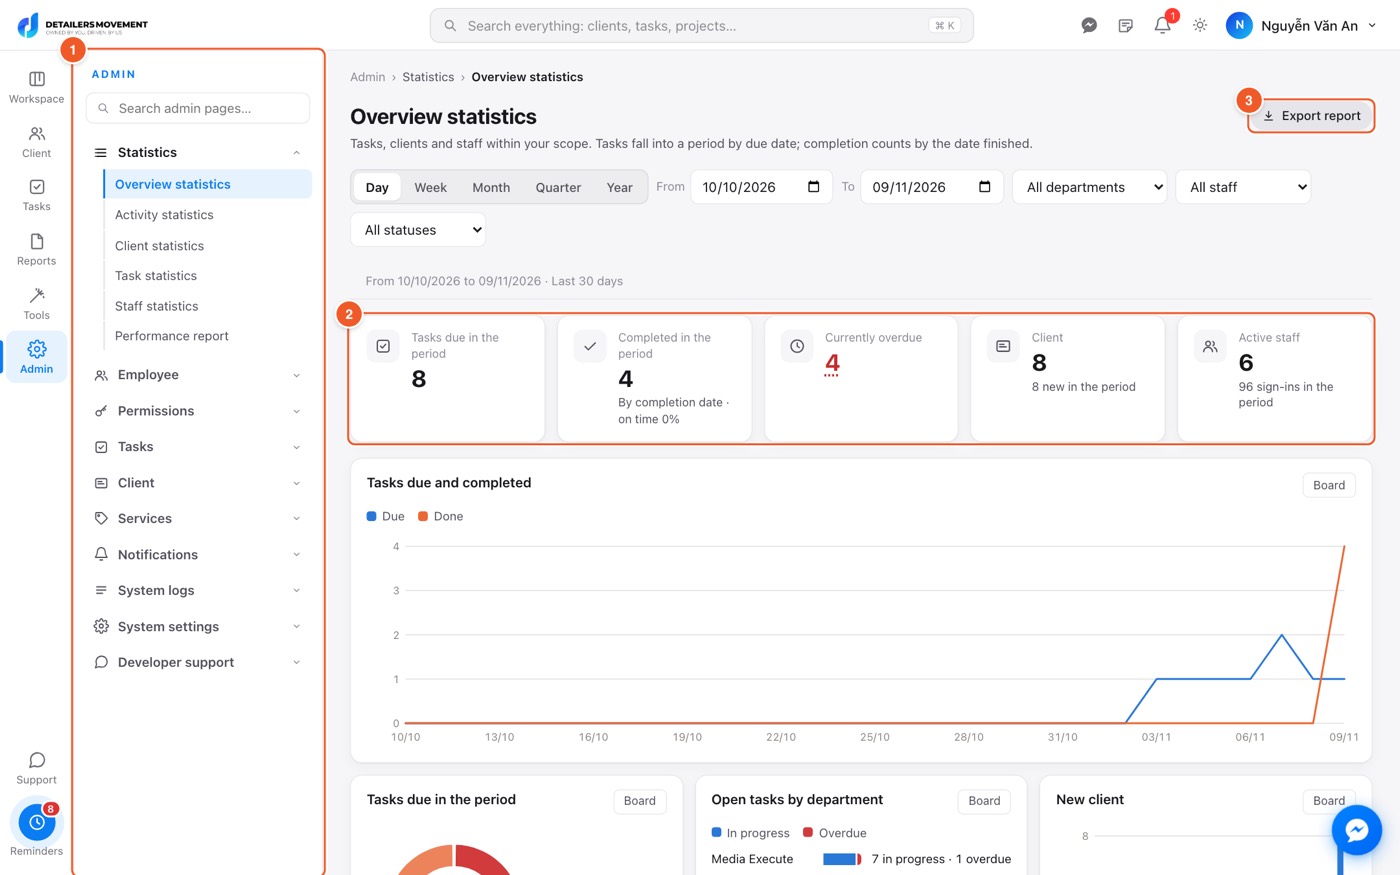 DETAILERS MOVEMENT
OWNED BY YOU, DRIVEN BY US
Search everything: clients, tasks, projects...
⌘ K
1
N
Nguyễn Văn An
1
Workspace
Client
Tasks
Reports
Tools
Admin
Support
8
Reminders
ADMIN
Search admin pages...
Statistics
Overview statistics
Activity statistics
Client statistics
Task statistics
Staff statistics
Performance report
Employee
Permissions
Tasks
Client
Services
Notifications
System logs
System settings
Developer support
Admin › Statistics › Overview statistics
Overview statistics
3
Export report
Tasks, clients and staff within your scope. Tasks fall into a period by due date; completion counts by the date finished.
Day Week Month Quarter Year From 10/10/2026 To 09/11/2026 All departments All staff
All statuses
From 10/10/2026 to 09/11/2026 · Last 30 days
2
Tasks due in the
period
8
Completed in the
period
4
By completion date ·
on time 0%
Currently overdue
4
Client
8
8 new in the period
Active staff
6
96 sign-ins in the
period
Tasks due and completed
Board
Due Done
4
3
2
1
0
10/10 13/10 16/10 19/10 22/10 25/10 28/10 31/10 03/11 06/11 09/11
Tasks due in the period
Board
Open tasks by department
Board
In progress Overdue
Media Execute 7 in progress · 1 overdue
New client
Board
8